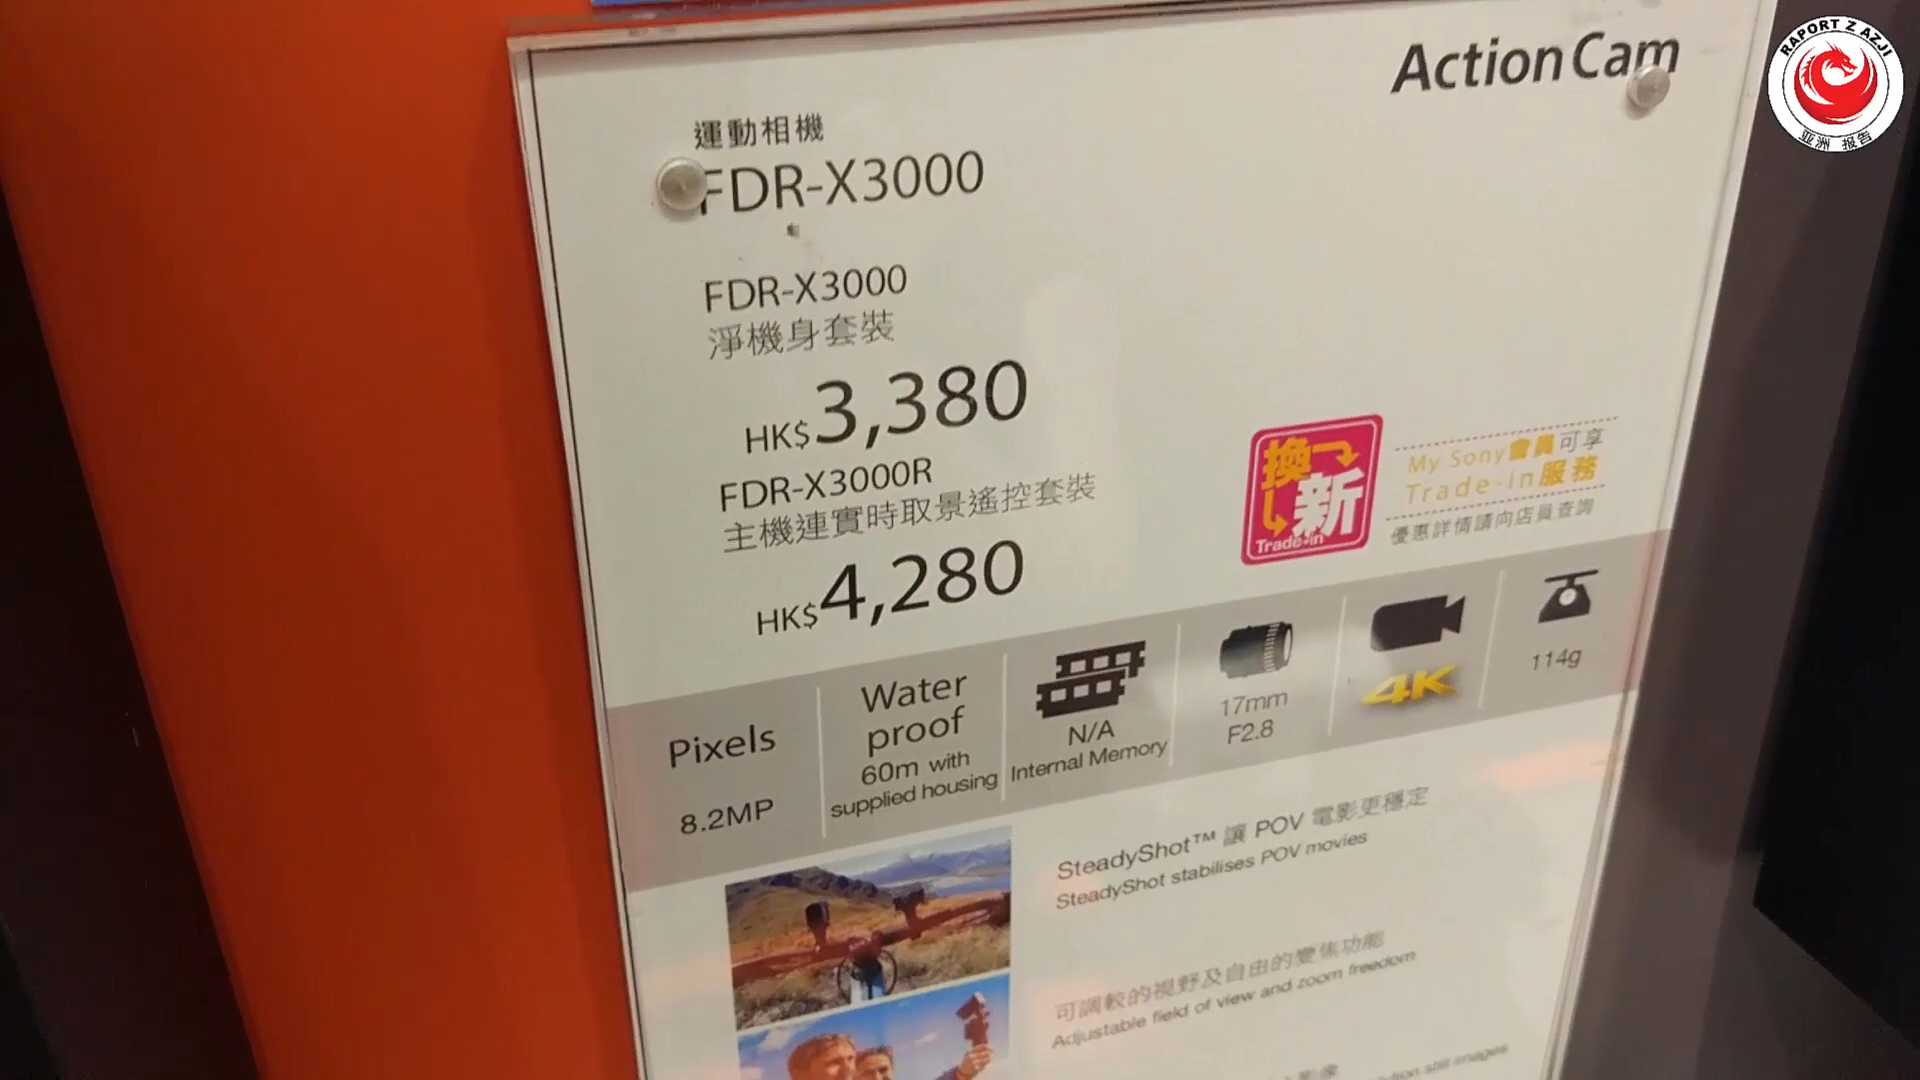 RAPORT Z AZJI
亚洲 报告
Action Cam
運動相機
FDR-X3000
FDR-X3000
淨機身套裝
HK$3,380
FDR-X3000R
主機連實時取景遙控套裝
HK$4,280
換新
Trade-in
My Sony會員可享
Trade-in服務
優惠詳情請向店員查詢
Pixels
8.2MP
Water
proof
60m with
supplied housing
N/A
Internal Memory
17mm
F2.8
4K
114g
SteadyShot™ 讓 POV 電影更穩定
SteadyShot stabilises POV movies
可調較的視野及自由的變焦功能
Adjustable field of view and zoom freedom
影像
still images